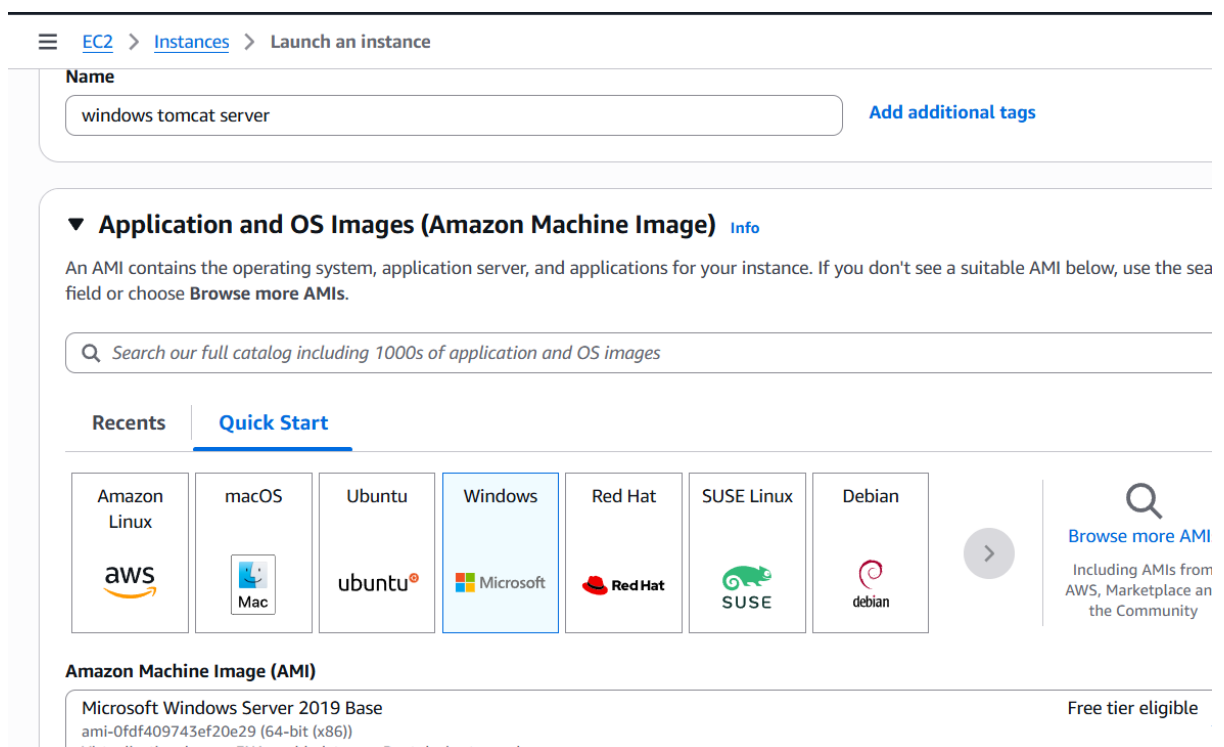 EC2 > Instances > Launch an instance
Name
windows tomcat server
Add additional tags
Application and OS Images (Amazon Machine Image) Info
An AMI contains the operating system, application server, and applications for your instance. If you don't see a suitable AMI below, use the sea
field or choose Browse more AMIs.
Search our full catalog including 1000s of application and OS images
Recents
Quick Start
Amazon
Linux
aws
macOS
Mac
Ubuntu
ubuntu
Windows
Microsoft
Red Hat
Red Hat
SUSE Linux
SUSE
Debian
debian
Browse more AMI
Including AMIs from
AWS, Marketplace an
the Community
Amazon Machine Image (AMI)
Microsoft Windows Server 2019 Base
Free tier eligible
ami-0fdf409743ef20e29 (64-bit (x86))